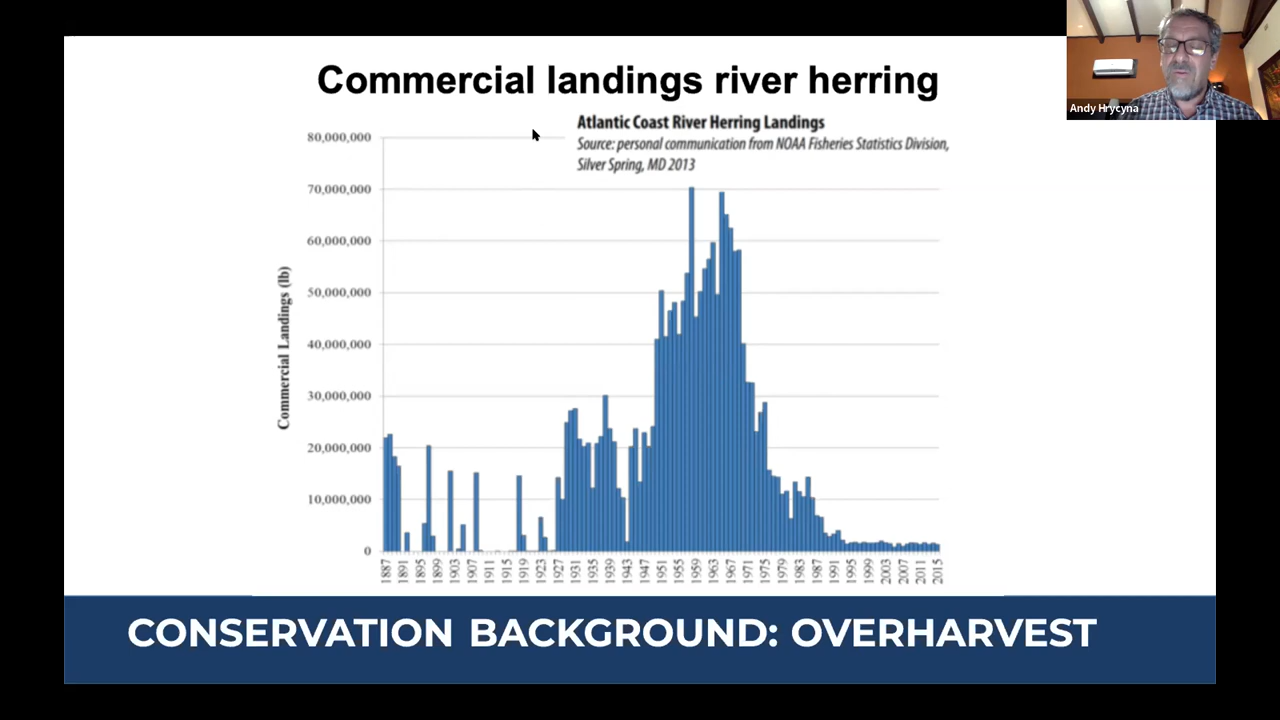 Commercial landings river herring
Andy Hrycyna
Atlantic Coast River Herring Landings
Source: personal communication from NOAA Fisheries Statistics Division,
Silver Spring, MD 2013
Commercial Landings (lb)
80,000,000
70,000,000
60,000,000
50,000,000
40,000,000
30,000,000
20,000,000
10,000,000
0
1887 1891 1895 1899 1903 1907 1911 1915 1919 1923 1927 1931 1935 1939 1943 1947 1951 1955 1959 1963 1967 1971 1975 1979 1983 1987 1991 1995 1999 2003 2007 2011 2015
CONSERVATION BACKGROUND: OVERHARVEST